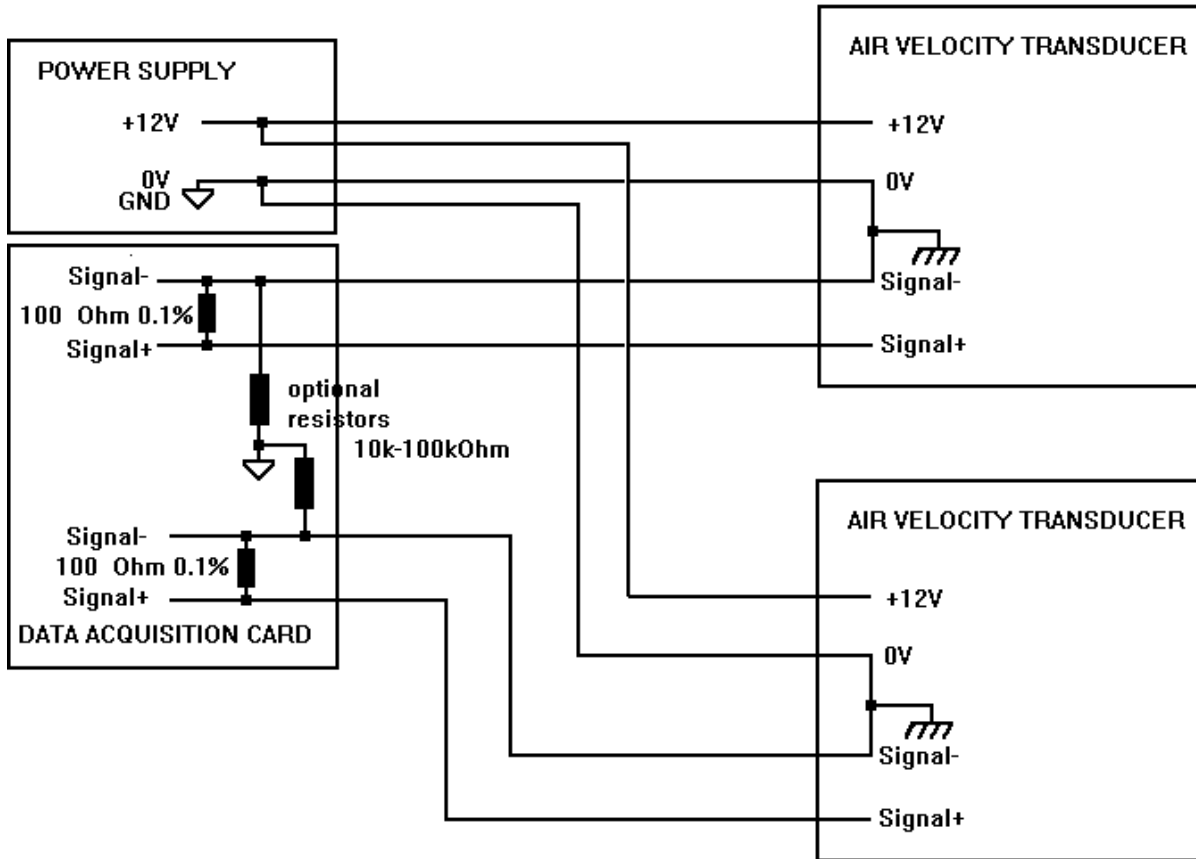 POWER SUPPLY
+12V
0V
GND
Signal-
100 Ohm 0.1%
Signal+
optional
resistors
10k-100kOhm
Signal-
100 Ohm 0.1%
Signal+
DATA ACQUISITION CARD
AIR VELOCITY TRANSDUCER
+12V
0V
Signal-
Signal+
AIR VELOCITY TRANSDUCER
+12V
0V
Signal-
Signal+